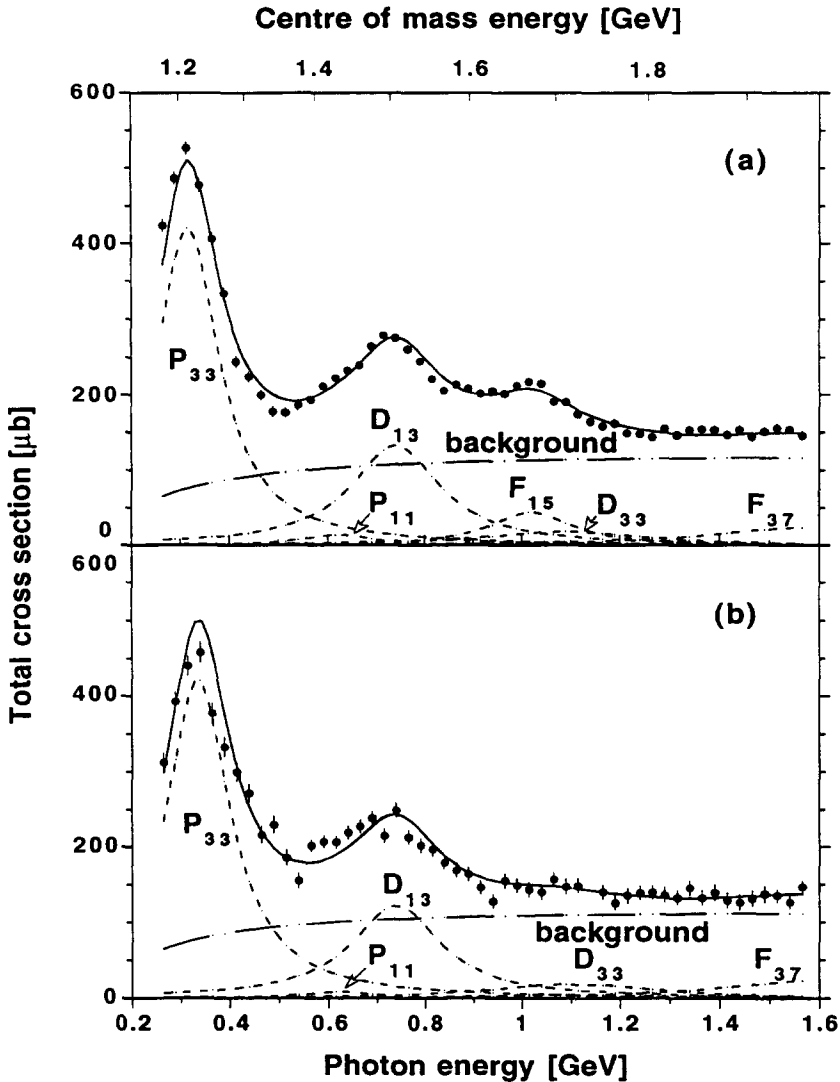 Centre of mass energy [GeV]
1.2 1.4 1.6 1.8
600
(a)
400
P33
200
D13
background
P11
F15
D33
F37
0
Total cross section [μb]
600
(b)
400
P33
200
D13
background
P11
D33
F37
0
0.2 0.4 0.6 0.8 1 1.2 1.4 1.6
Photon energy [GeV]